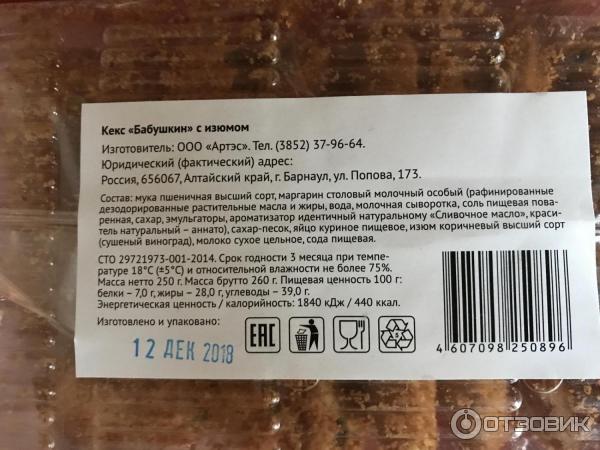 Кекс «Бабушкин» с изюмом
Изготовитель: ООО «Артэс». Тел. (3852) 37-96-64.
Юридический (фактический) адрес:
Россия, 656067, Алтайский край, г. Барнаул, ул. Попова, 173.
Состав: мука пшеничная высший сорт, маргарин столовый молочный особый (рафинированные
дезодорированные растительные масла и жиры, вода, молочная сыворотка, соль пищевая пова-
ренная, сахар, эмульгаторы, ароматизатор идентичный натуральному «Сливочное масло», краси-
тель натуральный – аннато), сахар-песок, яйцо куриное пищевое, изюм коричневый высший сорт
(сушеный виноград), молоко сухое цельное, сода пищевая.
СТО 29721973-001-2014. Срок годности 3 месяца при темпе-
ратуре 18°С (±5°С) и относительной влажности не более 75%.
Масса нетто 250 г. Масса брутто 260 г. Пищевая ценность 100 г:
белки – 7,0 г, жиры – 28,0 г, углеводы – 39,0 г.
Энергетическая ценность / калорийность: 1840 кДж / 440 ккал.
Изготовлено и упаковано:
12 ДЕК 2018
ЕАС
4 607098 250896
ОТЗОВИК